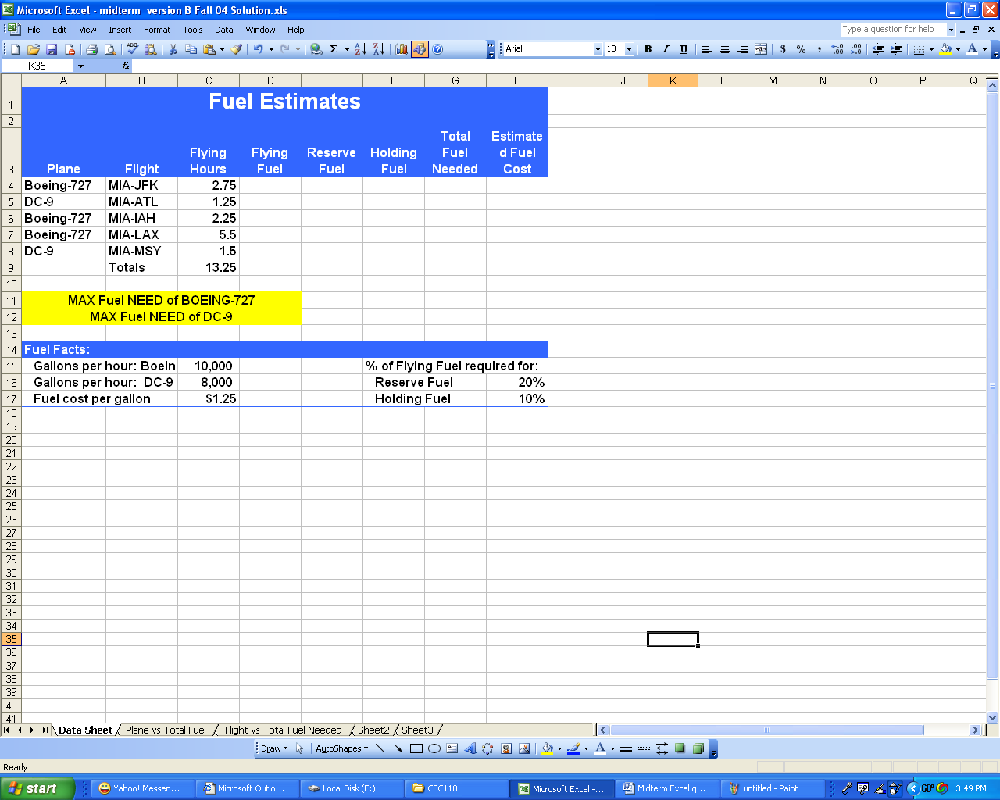 Microsoft Excel - midterm  version B Fall 04 Solution.xls
File Edit View Insert Format Tools Data Window Help Type a question for help
Arial 10 B I U $ % ,
K35 fx
A B C D E F G H I J K L M N O P Q
1 Fuel Estimates
2
3 Plane Flight Flying Hours Flying Fuel Reserve Fuel Holding Fuel Total Fuel Needed Estimate d Fuel Cost
4 Boeing-727 MIA-JFK 2.75
5 DC-9 MIA-ATL 1.25
6 Boeing-727 MIA-IAH 2.25
7 Boeing-727 MIA-LAX 5.5
8 DC-9 MIA-MSY 1.5
9 Totals 13.25
10
11 MAX Fuel NEED of BOEING-727
12 MAX Fuel NEED of DC-9
13
14 Fuel Facts:
15 Gallons per hour: Boein 10,000 % of Flying Fuel required for:
16 Gallons per hour:  DC-9 8,000 Reserve Fuel 20%
17 Fuel cost per gallon $1.25 Holding Fuel 10%
18
19
20
21
22
23
24
25
26
27
28
29
30
31
32
33
34
35
36
37
38
39
40
41
Data Sheet Plane vs Total Fuel Flight vs Total Fuel Needed Sheet2 Sheet3
Draw AutoShapes A
Ready
start Yahoo! Messen... Microsoft Outlo... Local Disk (F:) CSC110 Microsoft Excel -... Midterm Excel q... untitled - Paint 68° 3:49 PM